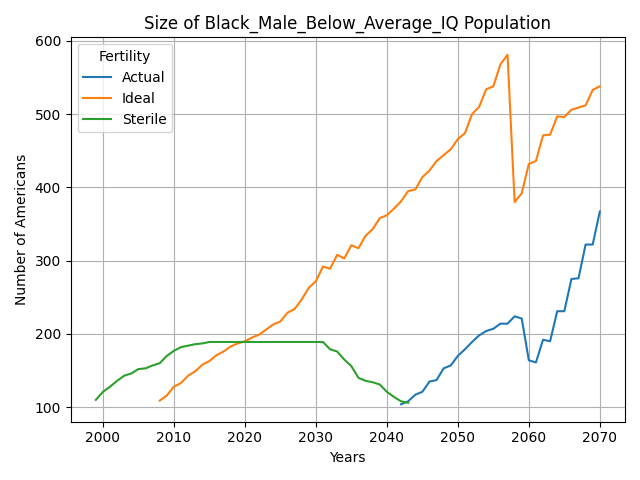 Size of Black_Male_Below_Average_IQ Population
Fertility
Actual
Ideal
Sterile
Number of Americans
600
500
400
300
200
100
2000 2010 2020 2030 2040 2050 2060 2070
Years